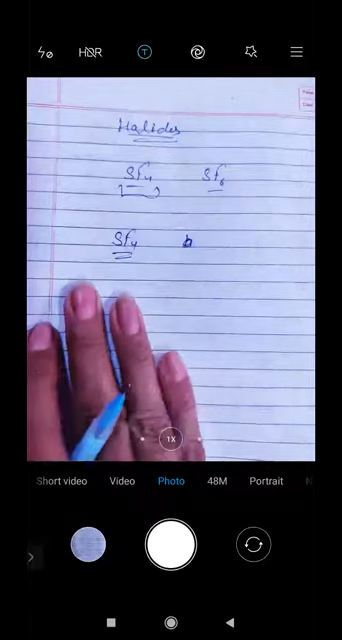 HDR
Halides
Sf4 Sf6
Sf4
1X
Short video Video Photo 48M Portrait